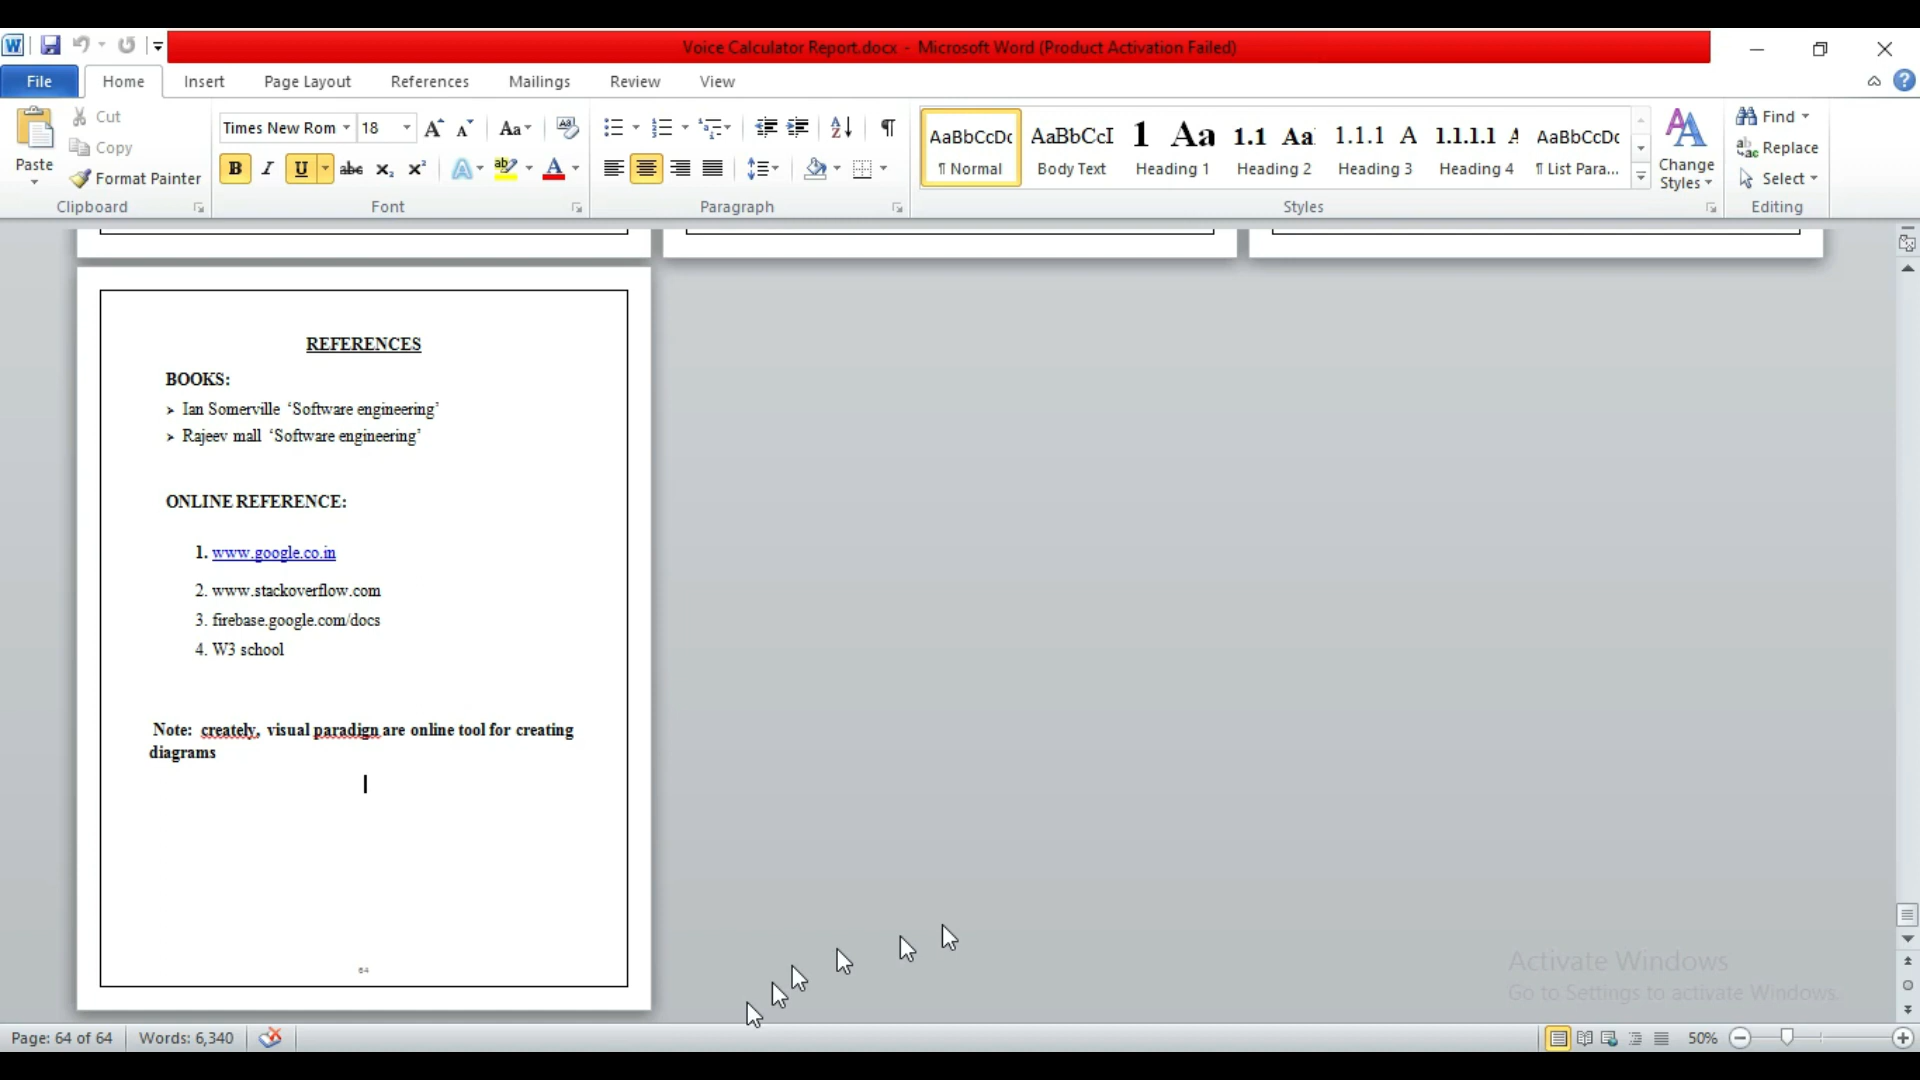 Voice Calculator Report.docx - Microsoft Word (Product Activation Failed)
File Home Insert Page Layout References Mailings Review View
Paste
Cut
Copy
Format Painter
Clipboard
Times New Rom 18
Font
Paragraph
AaBbCcDc AaBbCcI 1 Aa 1.1 Aa 1.1.1 A 1.1.1.1 A AaBbCcDc
¶ Normal Body Text Heading 1 Heading 2 Heading 3 Heading 4 ¶ List Para...
Styles
Change
Styles
Find
Replace
Select
Editing
REFERENCES
BOOKS:
➢ Ian Somerville ‘Software engineering’
➢ Rajeev mall ‘Software engineering’
ONLINE REFERENCE:
1. www.google.co.in
2. www.stackoverflow.com
3. firebase.google.com/docs
4. W3 school
Note: creately, visual paradign are online tool for creating
diagrams
64
Activate Windows
Go to Settings to activate Windows.
Page: 64 of 64 Words: 6,340 50%